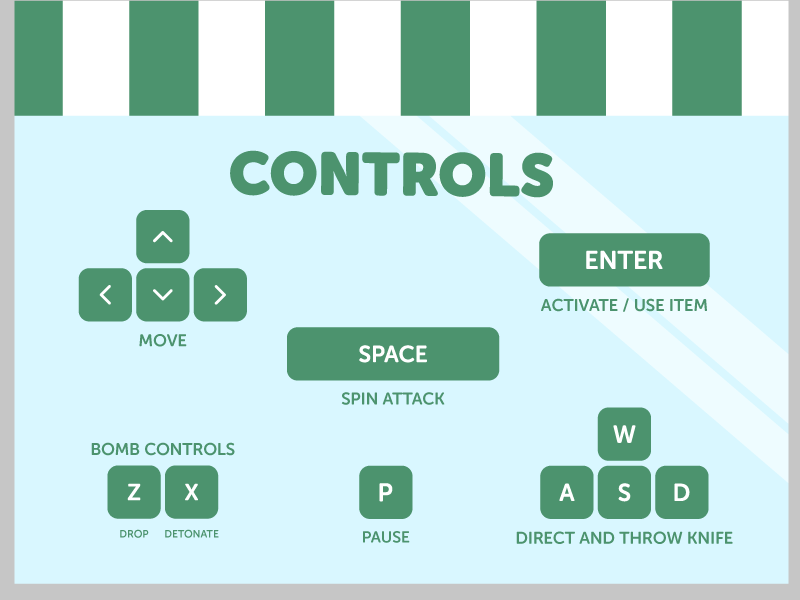 CONTROLS
MOVE
ENTER
ACTIVATE / USE ITEM
SPACE
SPIN ATTACK
BOMB CONTROLS
Z X
DROP DETONATE
P
PAUSE
W
A S D
DIRECT AND THROW KNIFE